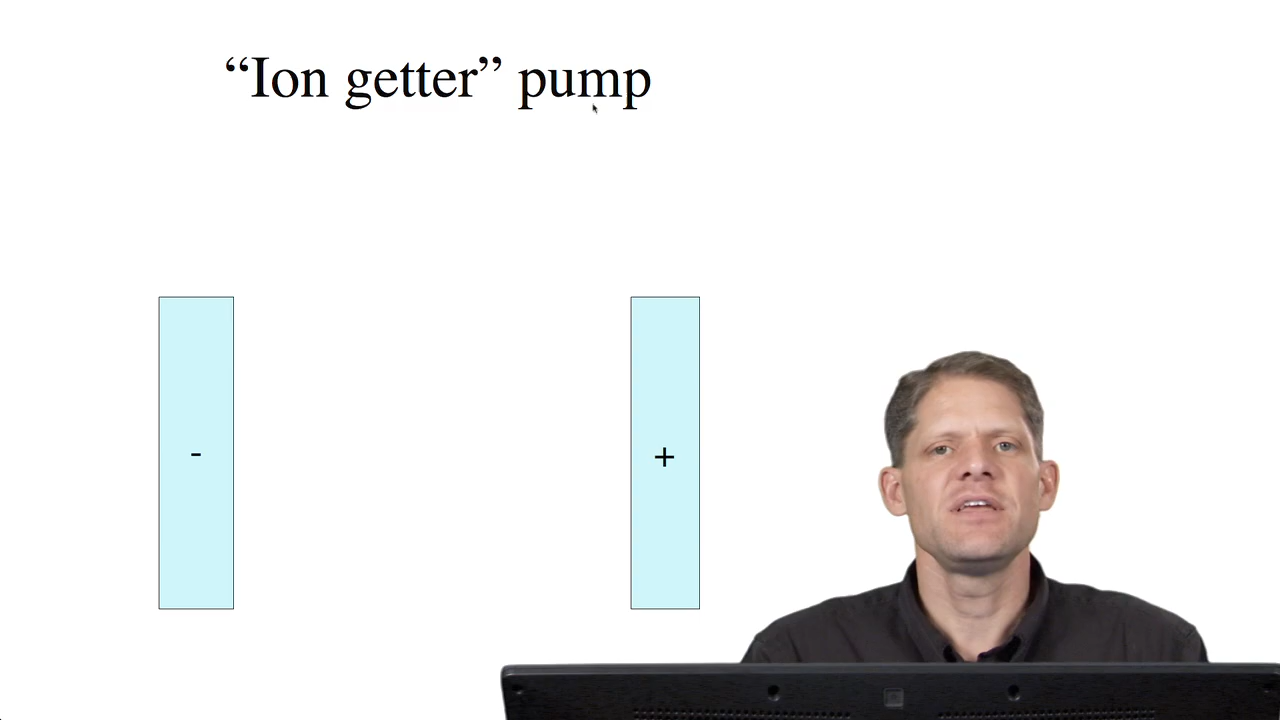 “Ion getter” pump
-
+